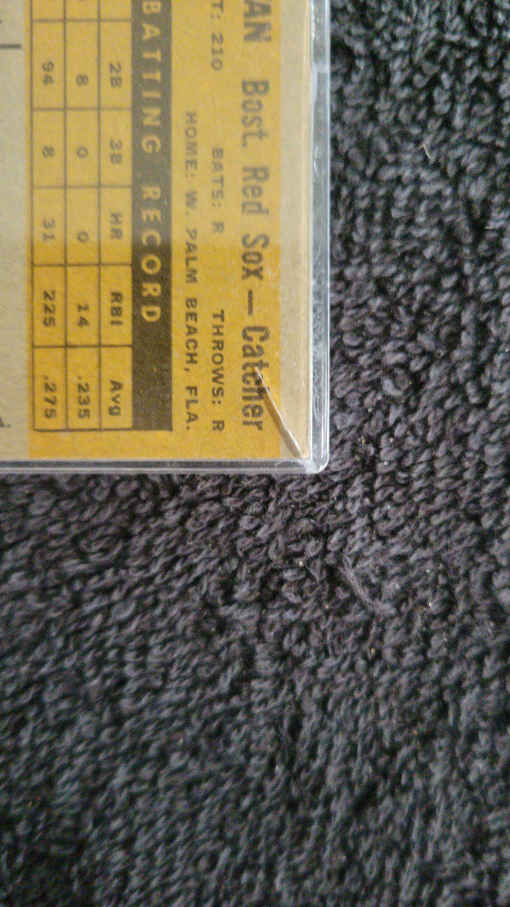 AN Bost. Red Sox — Catcher
T: 210 BATS: R THROWS: R
HOME: W. PALM BEACH, FLA.
BATTING RECORD
2B 3B HR RBI Avg
8 0 0 14 .235
94 8 31 225 .275